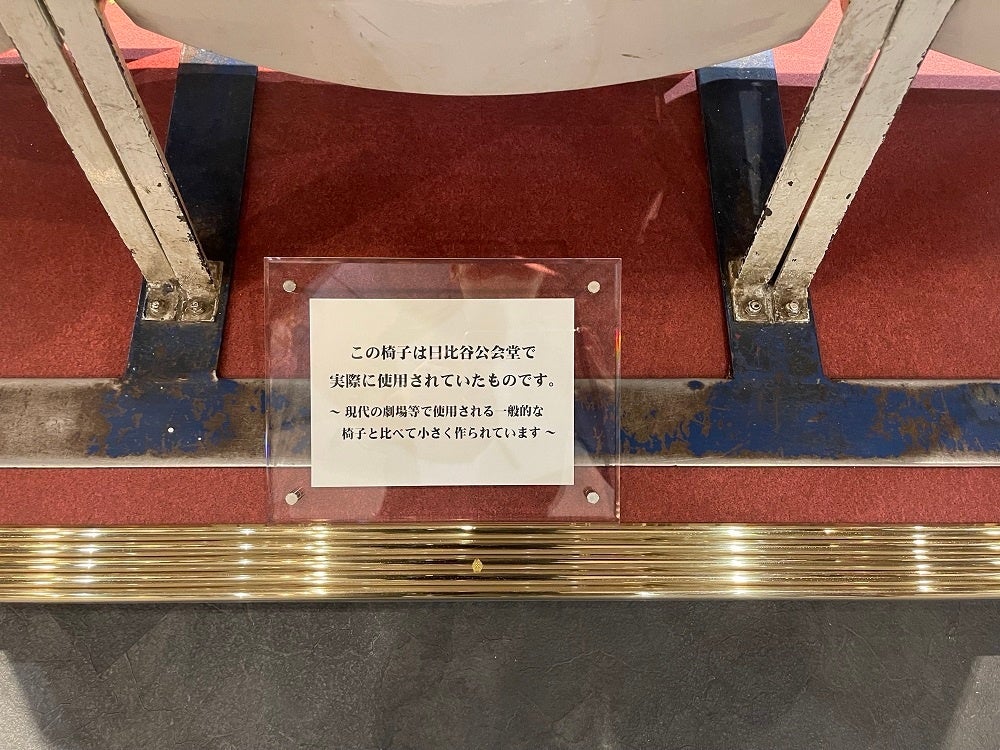 この椅子は日比谷公会堂で
実際に使用されていたものです。
～ 現代の劇場等で使用される一般的な
椅子と比べて小さく作られています ～